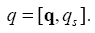 q = [q, q_s].